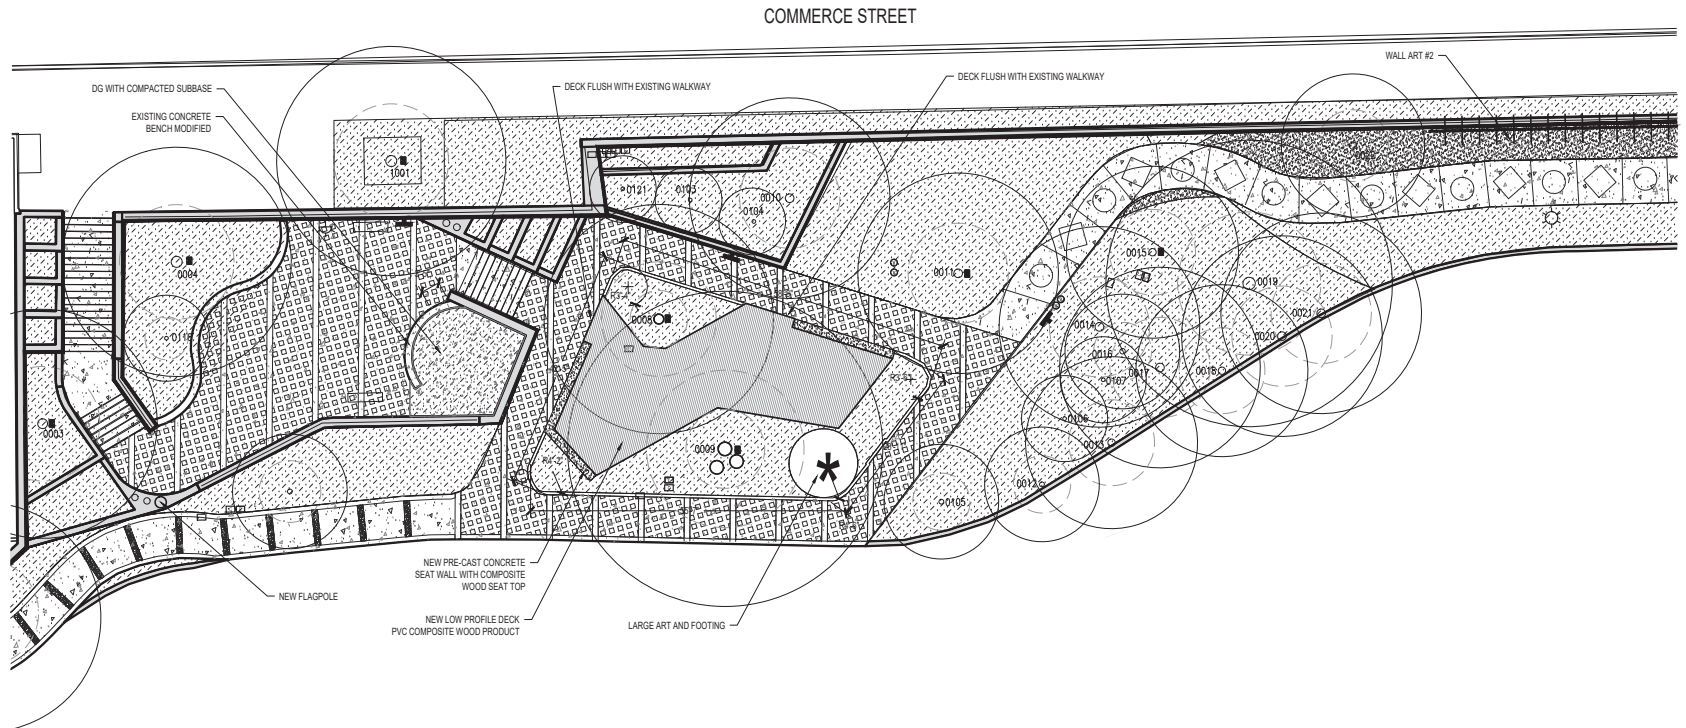 COMMERCE STREET
WALL ART #2
DECK FLUSH WITH EXISTING WALKWAY
DG WITH COMPACTED SUBBASE
DECK FLUSH WITH EXISTING WALKWAY
EXISTING CONCRETE
BENCH MODIFIED
1001
0121
0103
0010
0104
0015
0004
0011
0019
0008
0021
0014
0020
0116
0016
0017
0018
0107
0106
0003
0013
0009
*
0012
0105
NEW PRE-CAST CONCRETE
SEAT WALL WITH COMPOSITE
WOOD SEAT TOP
NEW FLAGPOLE
NEW LOW PROFILE DECK
PVC COMPOSITE WOOD PRODUCT
LARGE ART AND FOOTING